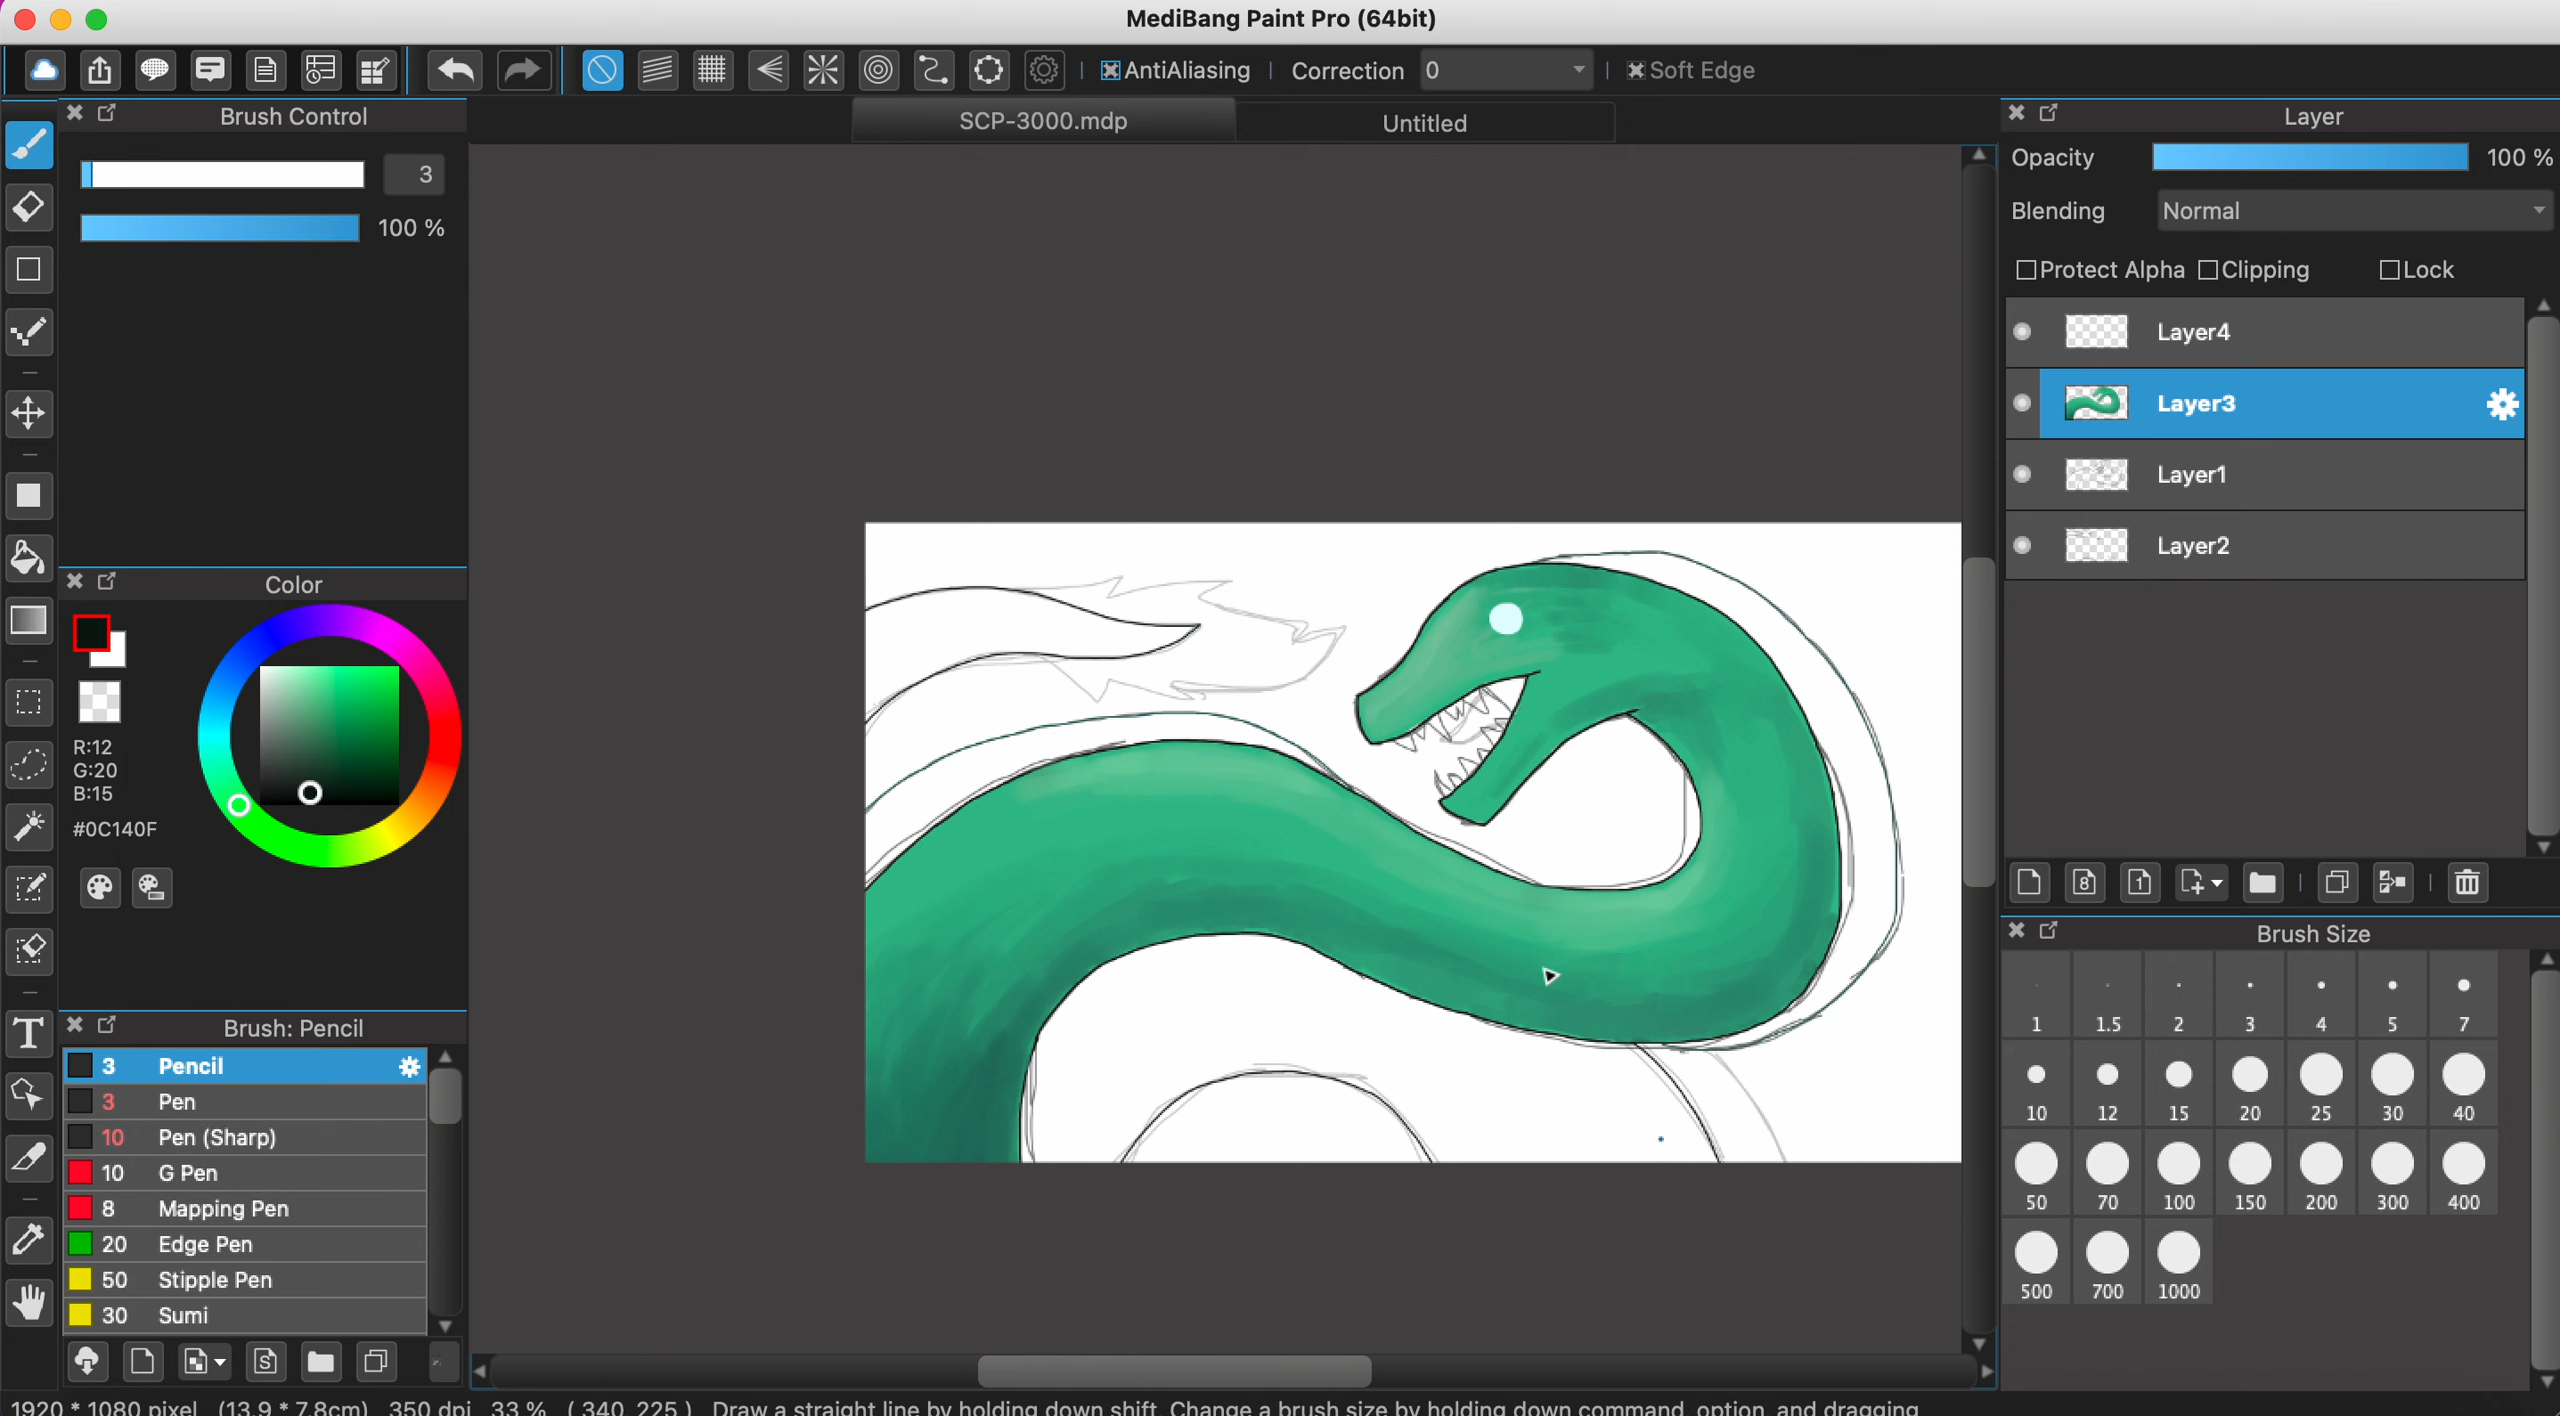 MediBang Paint Pro (64bit)
AntiAliasing Correction 0 Soft Edge
Brush Control
SCP-3000.mdp Untitled
Layer
3
100 %
Opacity 100 %
Blending Normal
Protect Alpha Clipping Lock
Layer4
Layer3
Layer1
Layer2
Color
R:12
G:20
B:15
#0C140F
8 1
Brush Size
1 1.5 2 3 4 5 7
10 12 15 20 25 30 40
50 70 100 150 200 300 400
500 700 1000
T
Brush: Pencil
3 Pencil
3 Pen
10 Pen (Sharp)
10 G Pen
8 Mapping Pen
20 Edge Pen
50 Stipple Pen
30 Sumi
S
1920 * 1080 pixel (13.9 * 7.8cm) 350 dpi 33 % ( 340, 225 ) Draw a straight line by holding down shift, Change a brush size by holding down command, option, and dragging